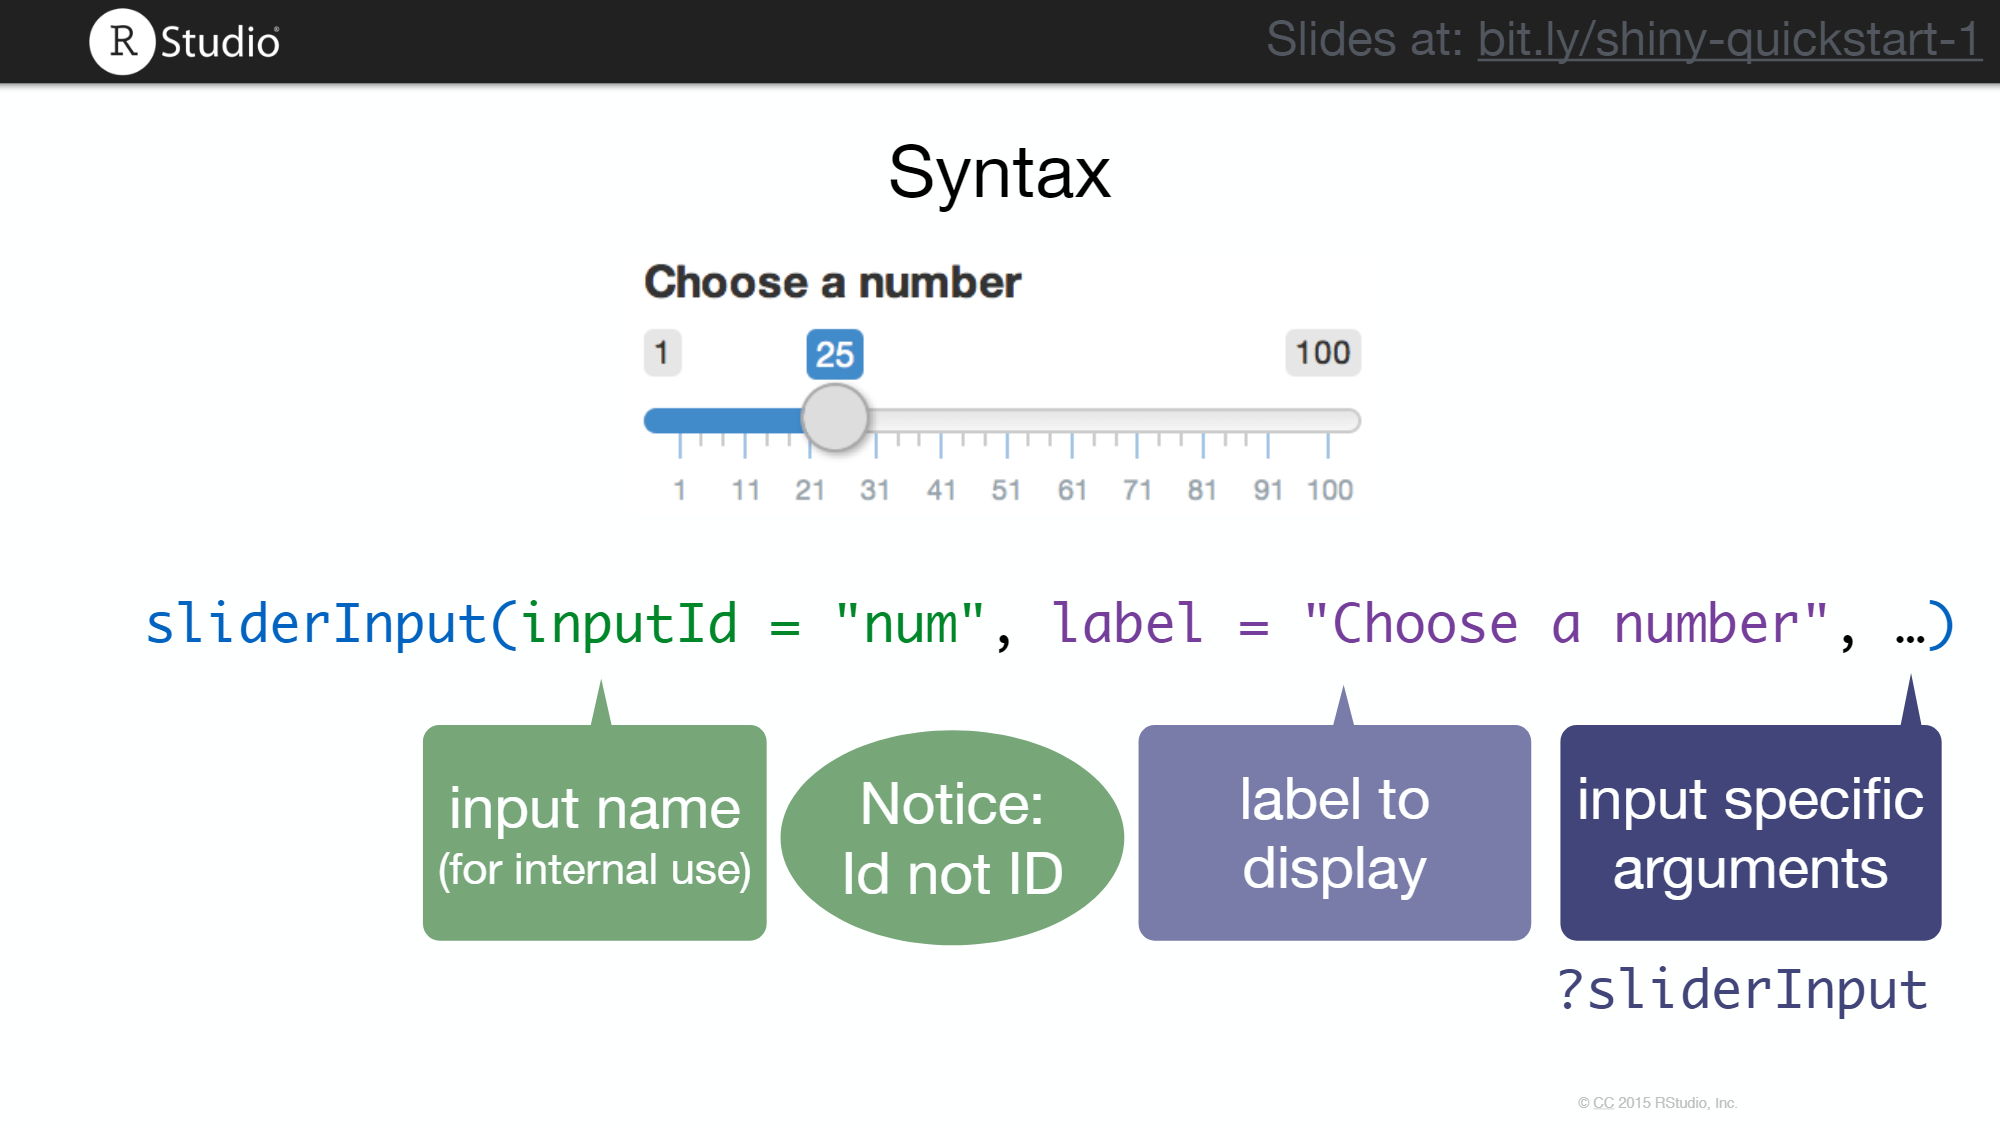 R Studio®
Slides at: bit.ly/shiny-quickstart-1
Syntax
Choose a number
1 25 100
1 11 21 31 41 51 61 71 81 91 100
sliderInput(inputId = "num", label = "Choose a number", …)
input name
(for internal use)
Notice:
Id not ID
label to
display
input specific
arguments
?sliderInput
© CC 2015 RStudio, Inc.